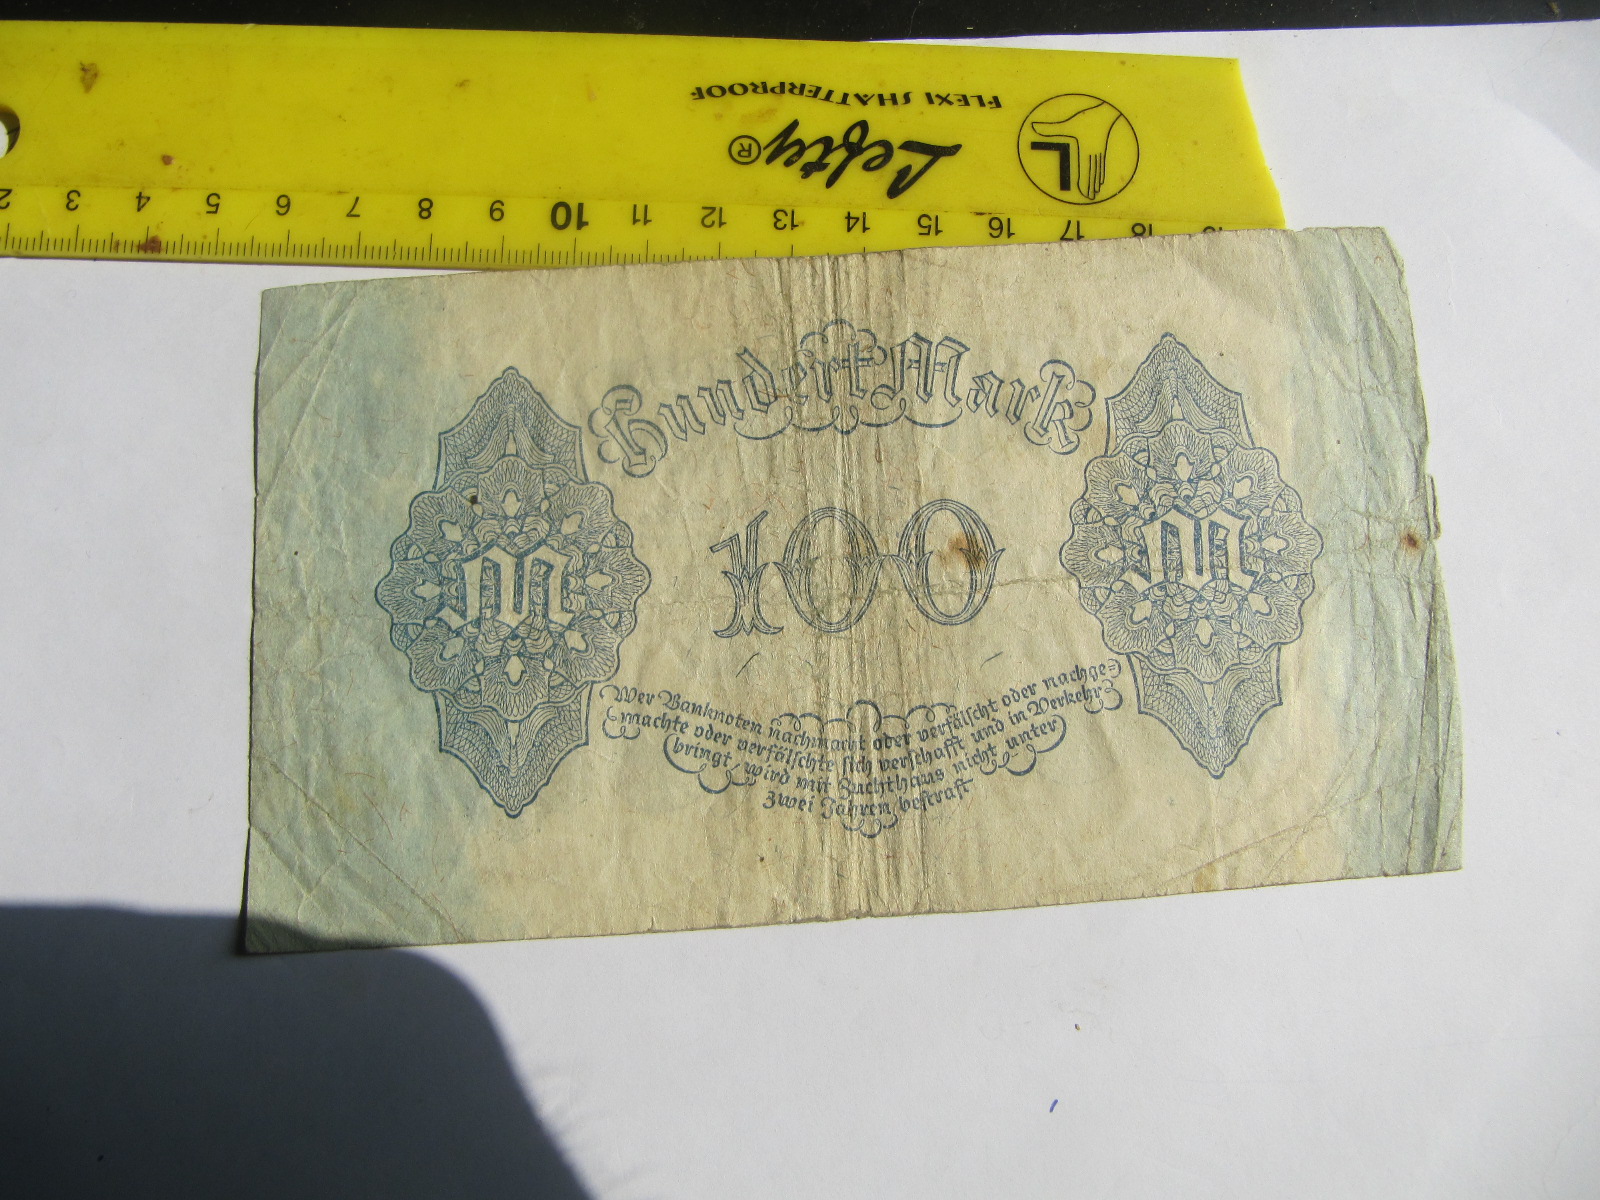 FLEXI SHATTERPROOF
Lefty ®
L
2 3 4 5 6 7 8 9 10 11 12 13 14 15 16 17 18
Hundert Mark
M
M
100
Wer Banknoten nachmacht oder verfälscht oder nachge=
machte oder verfälschte sich verschafft und in Verkehr
bringt, wird mit Zuchthaus nicht unter
zwei Jahren bestraft